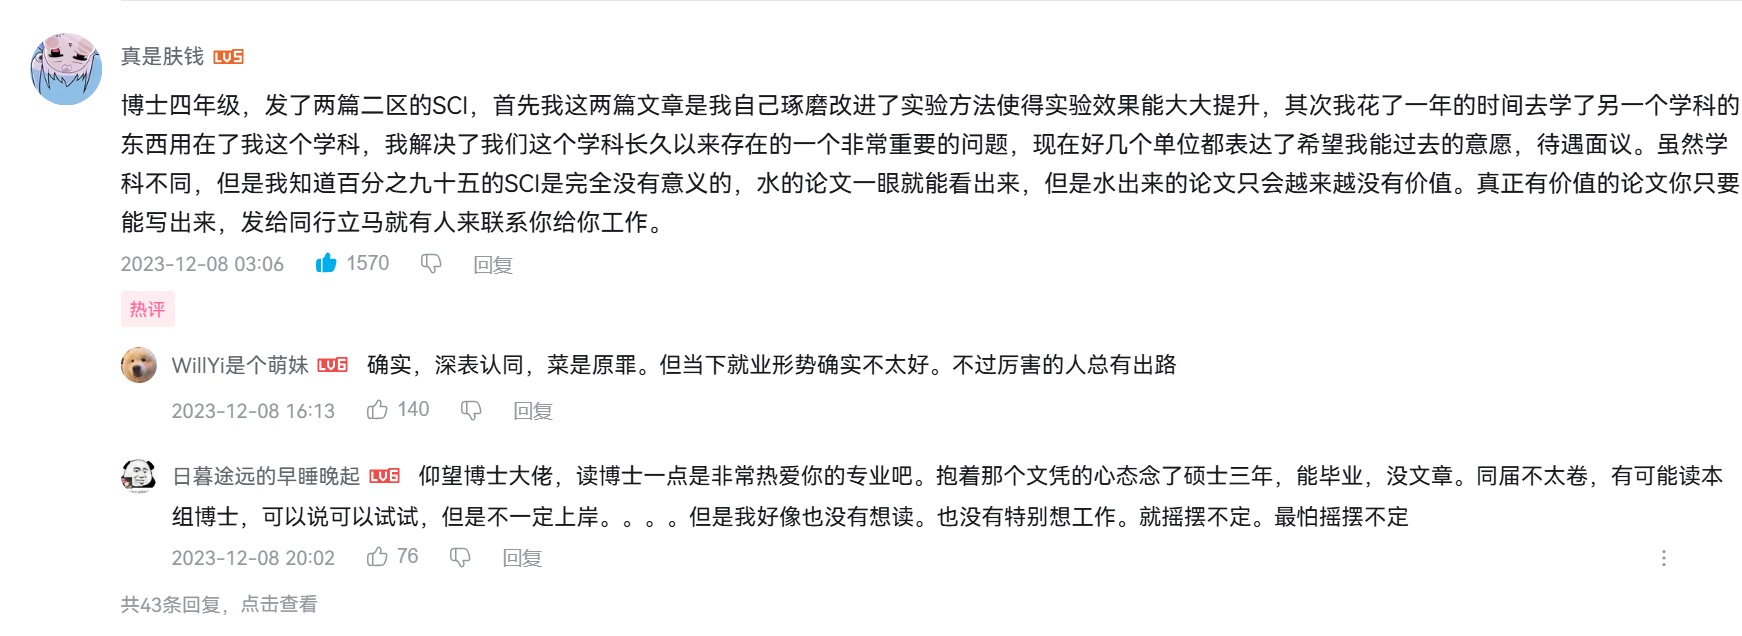 真是肤钱 LV5
博士四年级，发了两篇二区的SCI，首先我这两篇文章是我自己琢磨改进了实验方法使得实验效果能大大提升，其次我花了一年的时间去学了另一个学科的
东西用在了我这个学科，我解决了我们这个学科长久以来存在的一个非常重要的问题，现在好几个单位都表达了希望我能过去的意愿，待遇面议。虽然学
科不同，但是我知道百分之九十五的SCI是完全没有意义的，水的论文一眼就能看出来，但是水出来的论文只会越来越没有价值。真正有价值的论文你只要
能写出来，发给同行立马就有人来联系你给你工作。
2023-12-08 03:06 1570 回复
热评
WillYi是个萌妹 LV6 确实，深表认同，菜是原罪。但当下就业形势确实不太好。不过厉害的人总有出路
2023-12-08 16:13 140 回复
日暮途远的早睡晚起 LV6 仰望博士大佬，读博士一点是非常热爱你的专业吧。抱着那个文凭的心态念了硕士三年，能毕业，没文章。同届不太卷，有可能读本
组博士，可以说可以试试，但是不一定上岸。。。。但是我好像也没有想读。也没有特别想工作。就摇摆不定。最怕摇摆不定
2023-12-08 20:02 76 回复
共43条回复，点击查看